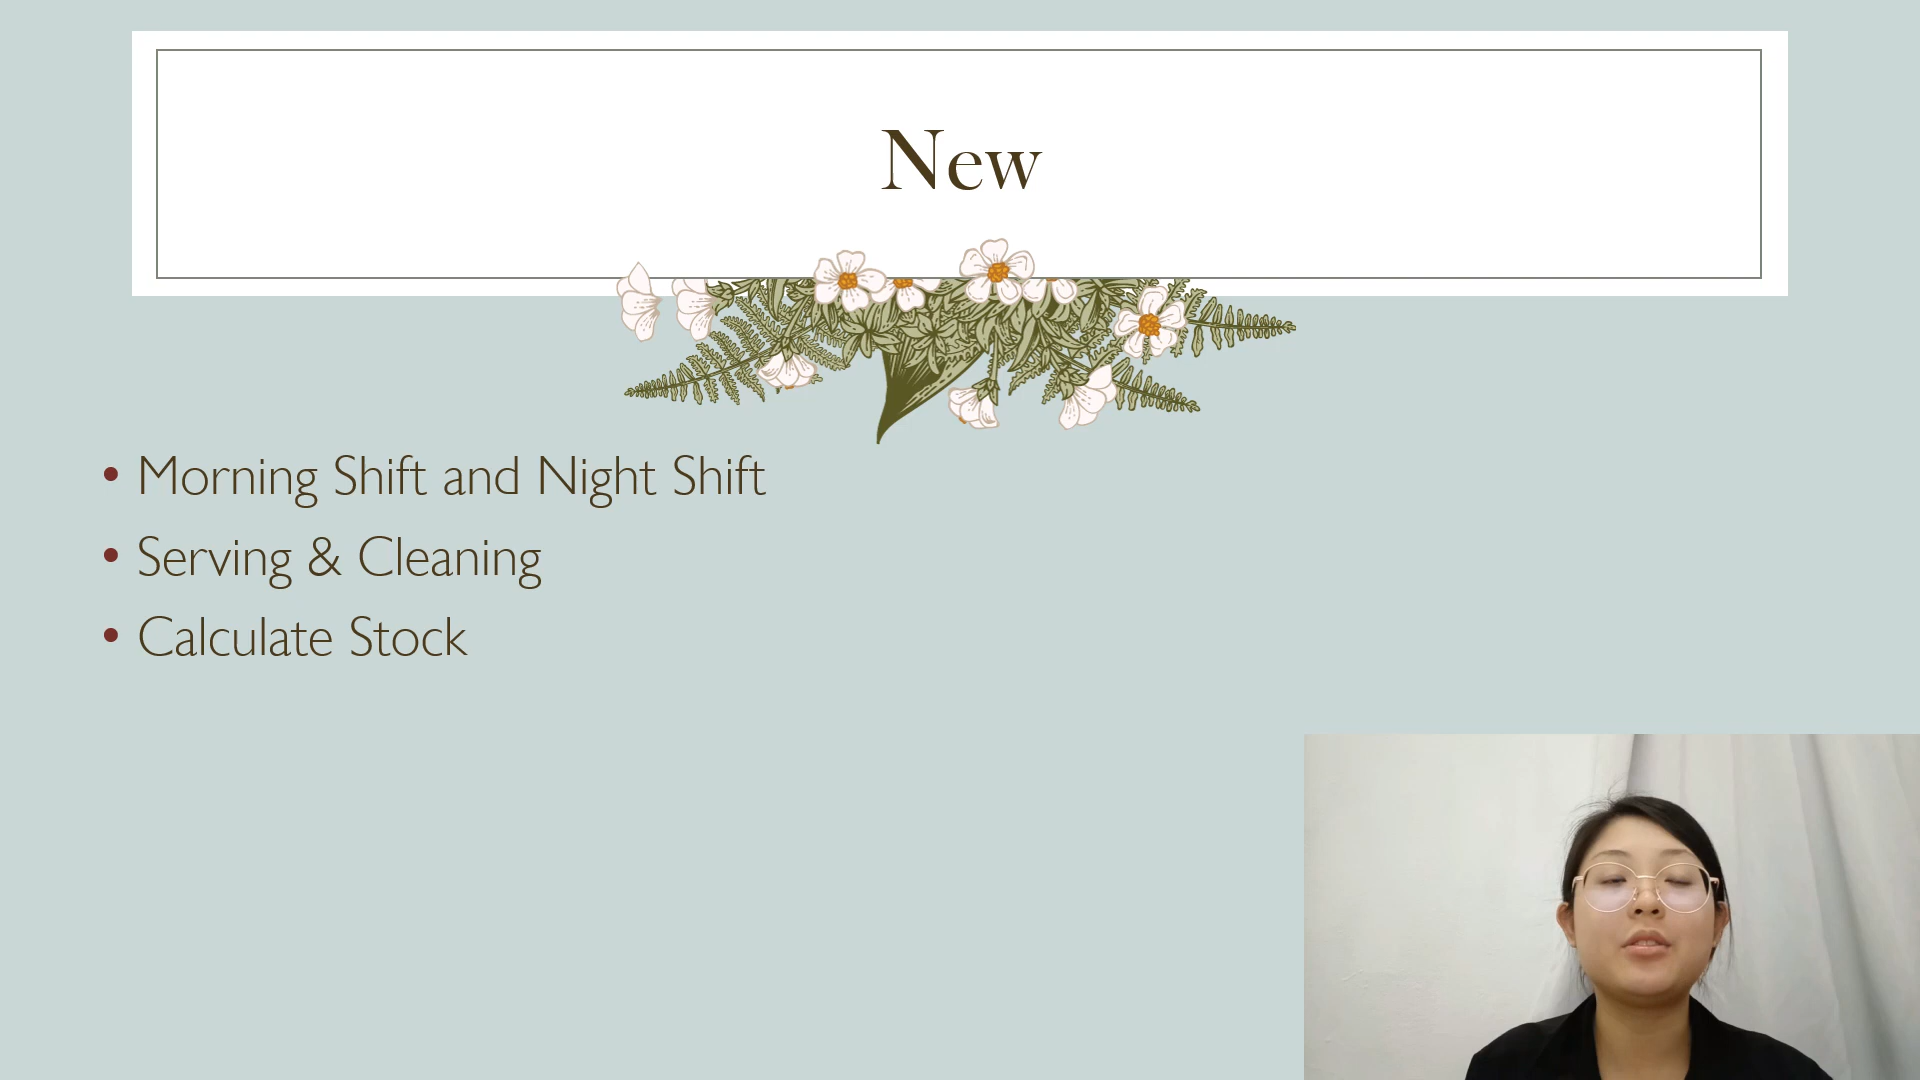 New
• Morning Shift and Night Shift
• Serving & Cleaning
• Calculate Stock